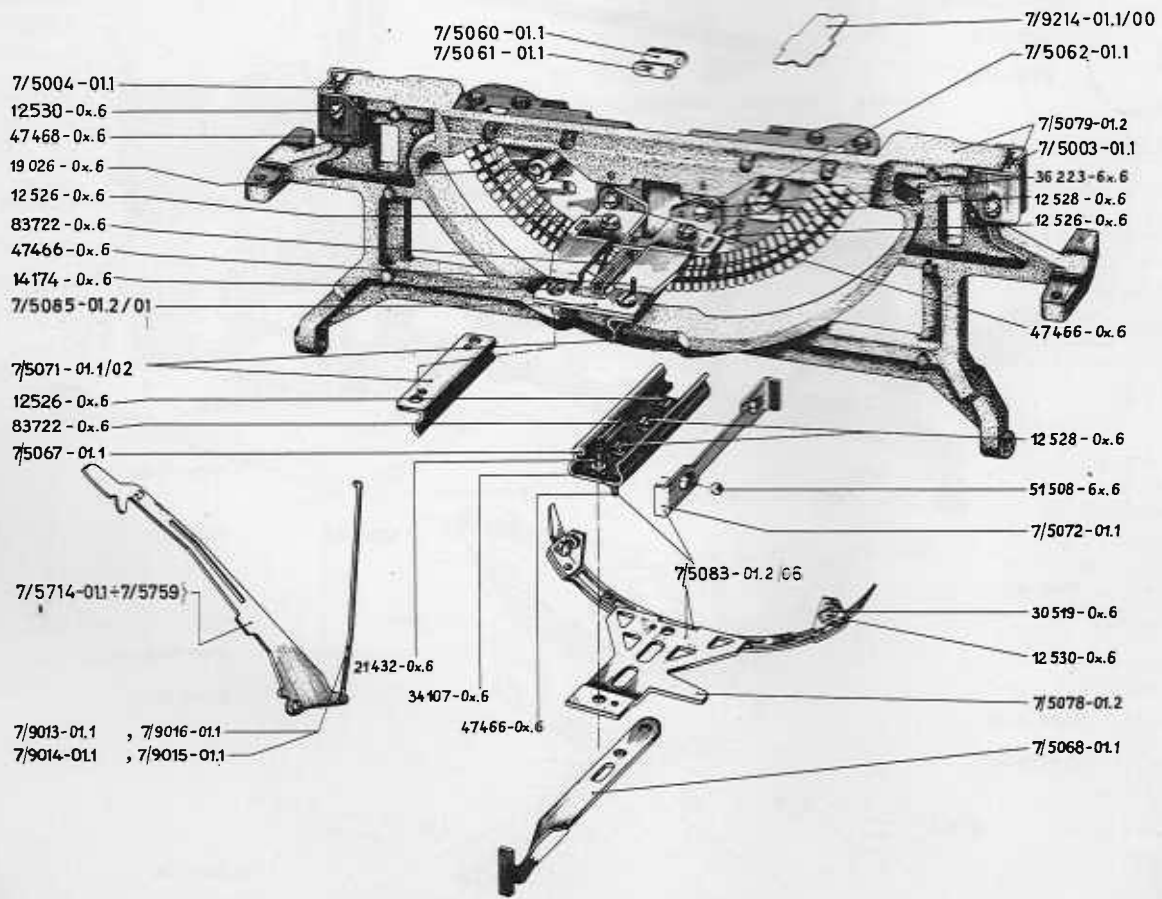 7/5060-01.1
7/5061-01.1
7/9214-01.1/00
7/5062-01.1
7/5004-01.1
12530-0x.6
47468-0x.6
19026-0x.6
12526-0x.6
83722-0x.6
47466-0x.6
14174-0x.6
7/5085-01.2/01
7/5079-01.2
7/5003-01.1
36223-6x.6
12528-0x.6
12526-0x.6
47466-0x.6
7/5071-01.1/02
12526-0x.6
83722-0x.6
7/5067-01.1
12528-0x.6
51508-6x.6
7/5072-01.1
7/5083-01.2/06
7/5714-01.1÷7/5759
30519-0x.6
12530-0x.6
7/5078-01.2
7/5068-01.1
21432-0x.6
34107-0x.6
47466-0x.6
7/9013-01.1 , 7/9016-01.1
7/9014-01.1 , 7/9015-01.1